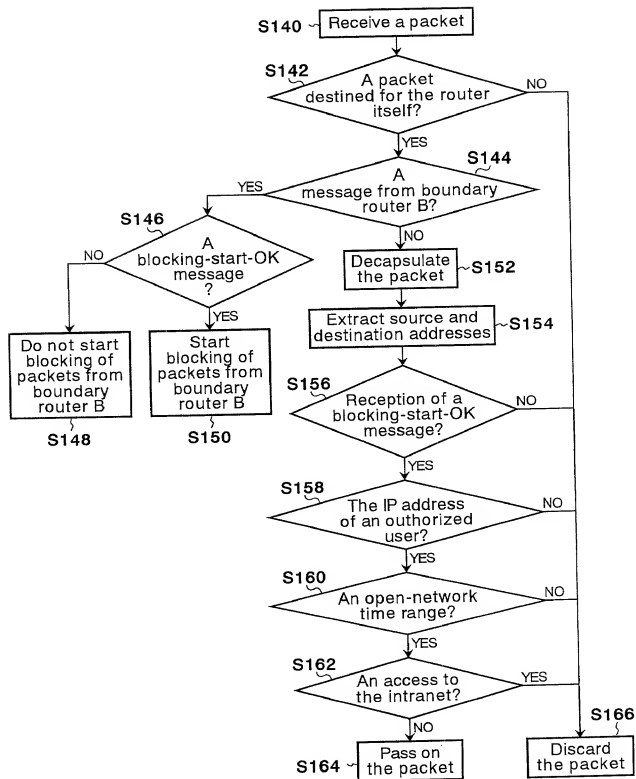 S140
Receive a packet
S142
A packet
destined for the router
itself?
NO
YES
S144
A
message from boundary
router B?
YES
NO
S146
A
blocking-start-OK
message
?
NO
YES
Do not start
blocking of
packets from
boundary
router B
S148
Start
blocking of
packets from
boundary
router B
S150
Decapsulate
the packet
S152
Extract source and
destination addresses
S154
S156
Reception of a
blocking-start-OK
message?
NO
YES
S158
The IP address
of an outhorized
user?
NO
YES
S160
An open-network
time range?
NO
YES
S162
An access to
the intranet?
YES
NO
S164
Pass on
the packet
S166
Discard
the packet